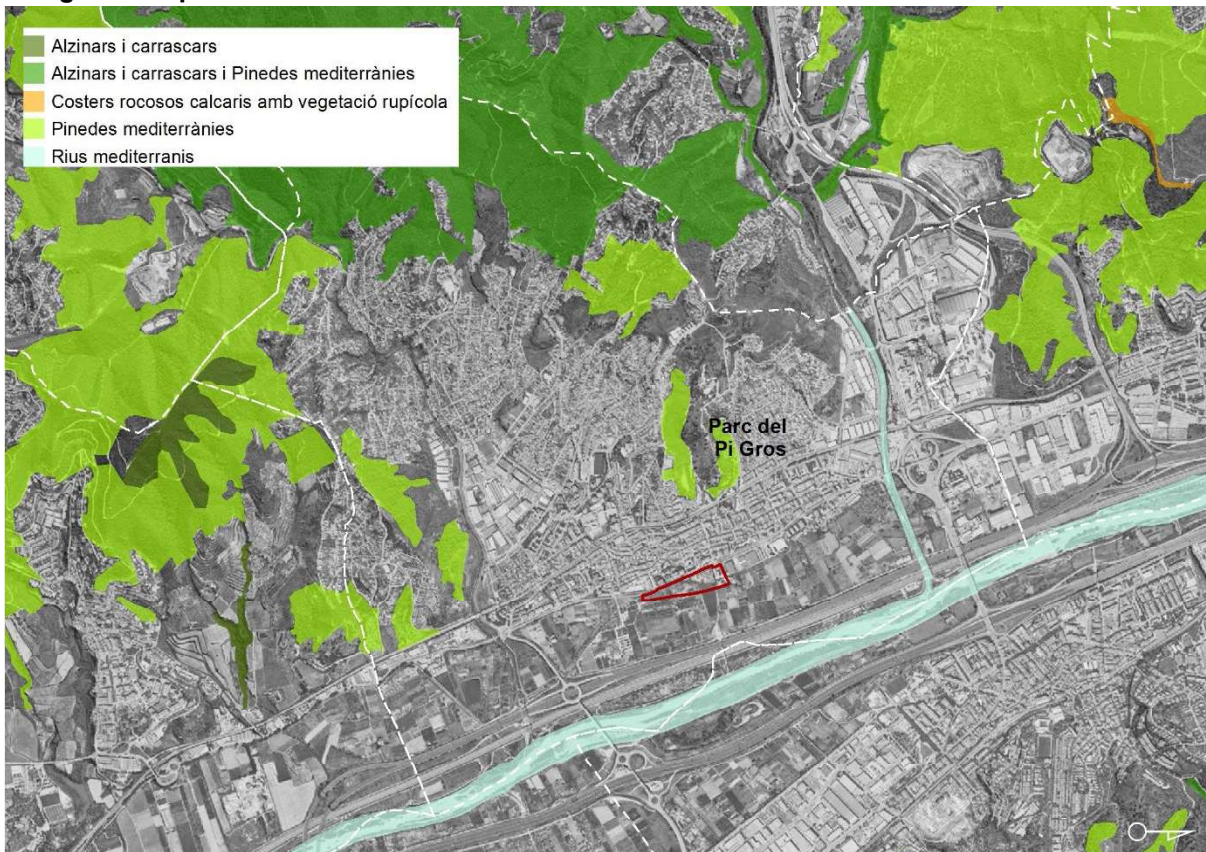 Alzinars i carrascars
Alzinars i carrascars i Pinedes mediterrànies
Costers rocosos calcaris amb vegetació rupícola
Pinedes mediterrànies
Rius mediterranis
Parc del
Pi Gros